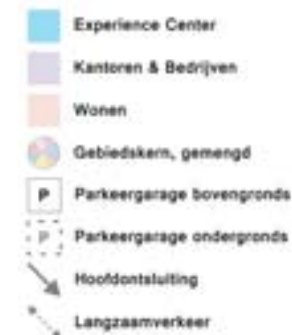 Experience Center
Kantoren & Bedrijven
Wonen
Gebiedskern, gemengd
P Parkeergarage bovengronds
P Parkeergarage ondergronds
Hoofdontsluiting
Langzaamverkeer